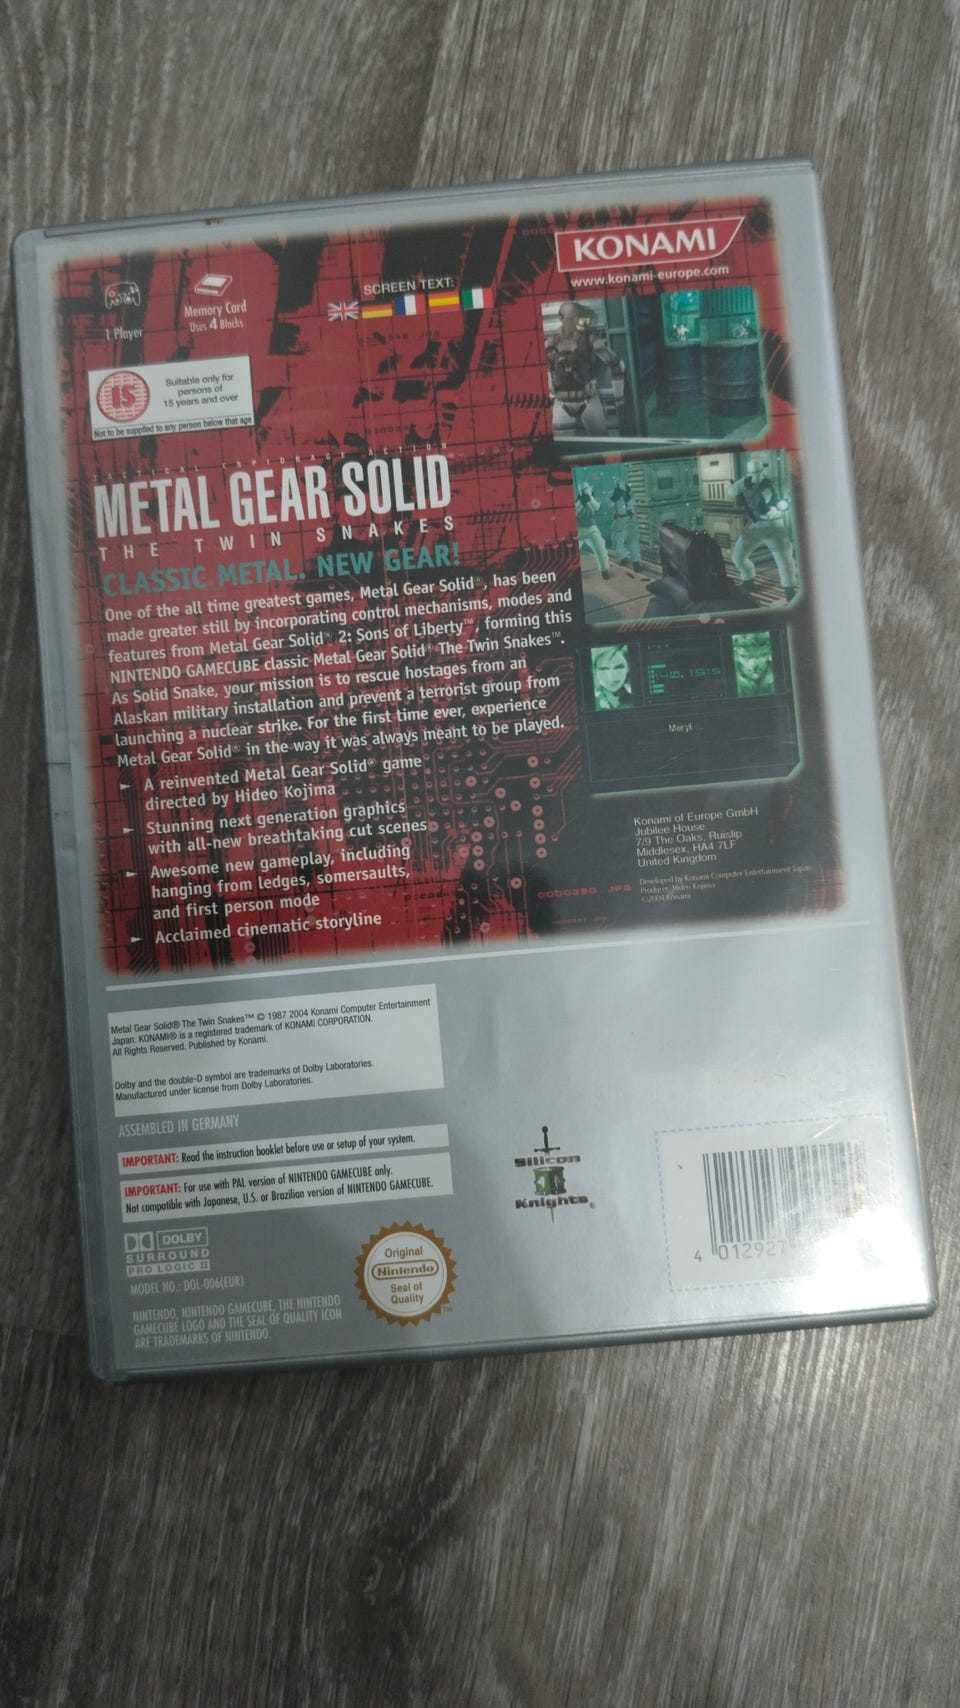 KONAMI
www.konami-europe.com
SCREEN TEXT:
1 Player
Memory Card
Uses 4 Blocks
15
Suitable only for
persons of
15 years and over
Not to be supplied to any person below that age
TACTICAL ESPIONAGE ACTION
METAL GEAR SOLID
THE TWIN SNAKES
CLASSIC METAL. NEW GEAR!
One of the all time greatest games, Metal Gear Solid®, has been
made greater still by incorporating control mechanisms, modes and
features from Metal Gear Solid® 2: Sons of Liberty™, forming this
NINTENDO GAMECUBE classic Metal Gear Solid® The Twin Snakes™.
As Solid Snake, your mission is to rescue hostages from an
Alaskan military installation and prevent a terrorist group from
launching a nuclear strike. For the first time ever, experience
Metal Gear Solid® in the way it was always meant to be played.
► A reinvented Metal Gear Solid® game
directed by Hideo Kojima
► Stunning next generation graphics
with all-new breathtaking cut scenes
► Awesome new gameplay, including
hanging from ledges, somersaults,
and first person mode
► Acclaimed cinematic storyline
140.15
Meryl...
Konami of Europe GmbH
Jubilee House
7/9 The Oaks, Ruislip
Middlesex, HA4 7LF
United Kingdom
Developed by Konami Computer Entertainment Japan
Producer: Hideo Kojima
©2004 Konami
Metal Gear Solid® The Twin Snakes™ © 1987 2004 Konami Computer Entertainment
Japan. KONAMI® is a registered trademark of KONAMI CORPORATION.
All Rights Reserved. Published by Konami.
Dolby and the double-D symbol are trademarks of Dolby Laboratories.
Manufactured under license from Dolby Laboratories.
ASSEMBLED IN GERMANY
IMPORTANT: Read the instruction booklet before use or setup of your system.
IMPORTANT: For use with PAL version of NINTENDO GAMECUBE only.
Not compatible with Japanese, U.S. or Brazilian version of NINTENDO GAMECUBE.
DOLBY
SURROUND
PRO LOGIC II
MODEL NO.: DOL-006(EUR)
NINTENDO, NINTENDO GAMECUBE, THE NINTENDO
GAMECUBE LOGO AND THE SEAL OF QUALITY ICON
ARE TRADEMARKS OF NINTENDO.
Original
Nintendo
Seal of
Quality
TM
Silicon
Knights®
4 012927